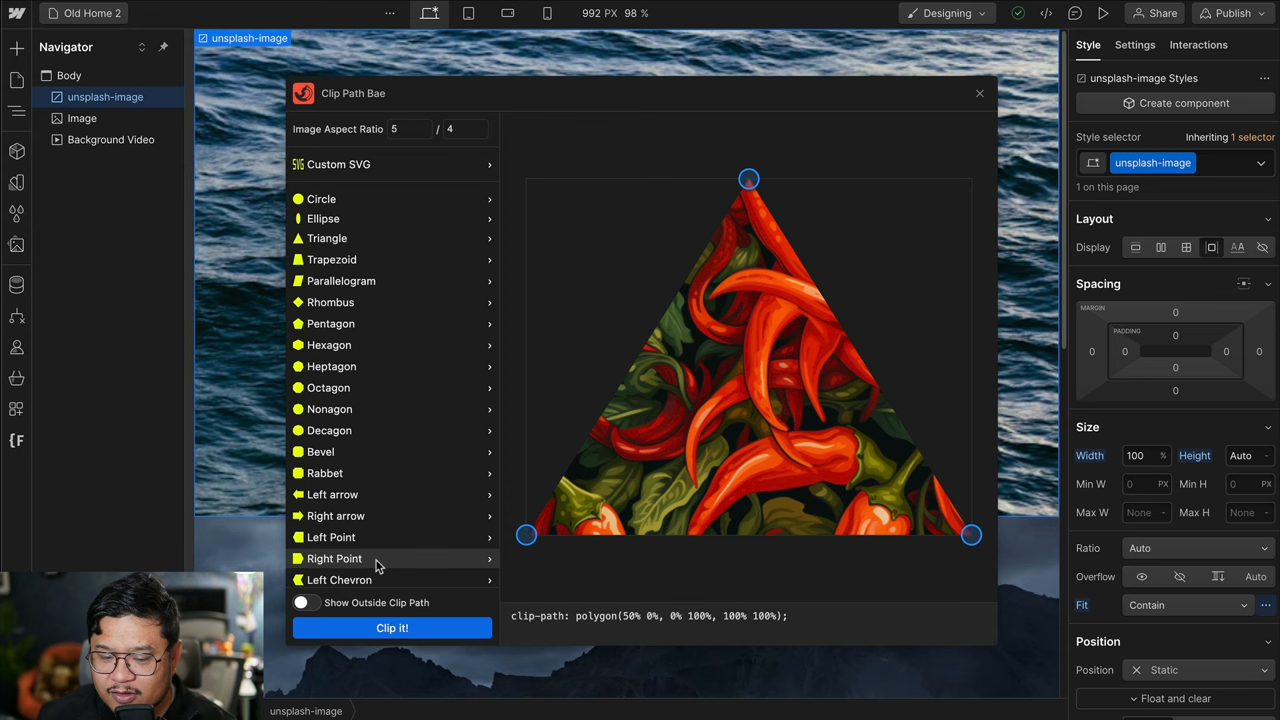 Old Home 2
992 PX 98 %
Designing
Share
Publish
Navigator
Body
unsplash-image
Image
Background Video
unsplash-image
Clip Path Bae
Image Aspect Ratio 5 / 4
SVG Custom SVG
Circle
Ellipse
Triangle
Trapezoid
Parallelogram
Rhombus
Pentagon
Hexagon
Heptagon
Octagon
Nonagon
Decagon
Bevel
Rabbet
Left arrow
Right arrow
Left Point
Right Point
Left Chevron
Show Outside Clip Path
Clip it!
clip-path: polygon(50% 0%, 0% 100%, 100% 100%);
unsplash-image
Style Settings Interactions
unsplash-image Styles
Create component
Style selector Inheriting 1 selector
unsplash-image
1 on this page
Layout
Display
Spacing
MARGIN
0
PADDING
0
0 0 0 0
0
0
Size
Width 100 % Height Auto -
Min W 0 PX Min H 0 PX
Max W None - Max H None -
Ratio Auto
Overflow Auto
Fit Contain
Position
Position Static
Float and clear